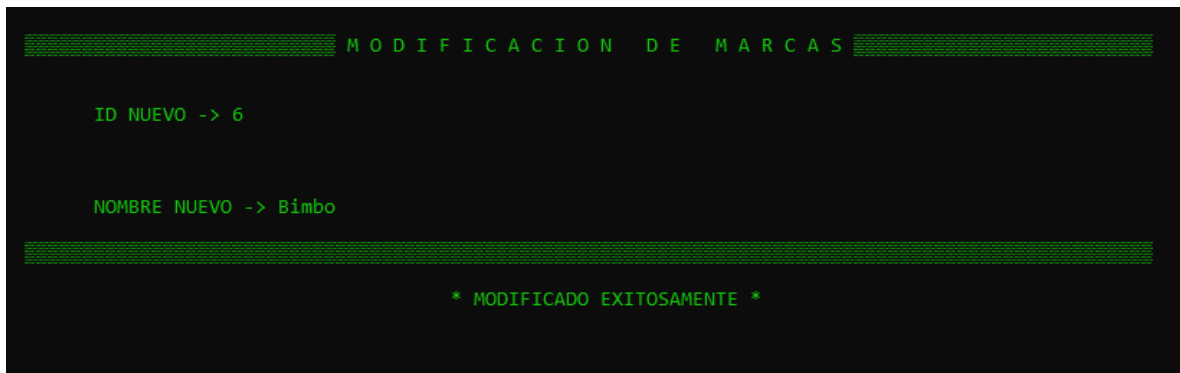 M O D I F I C A C I O N   D E   M A R C A S
ID NUEVO -> 6
NOMBRE NUEVO -> Bimbo
* MODIFICADO EXITOSAMENTE *